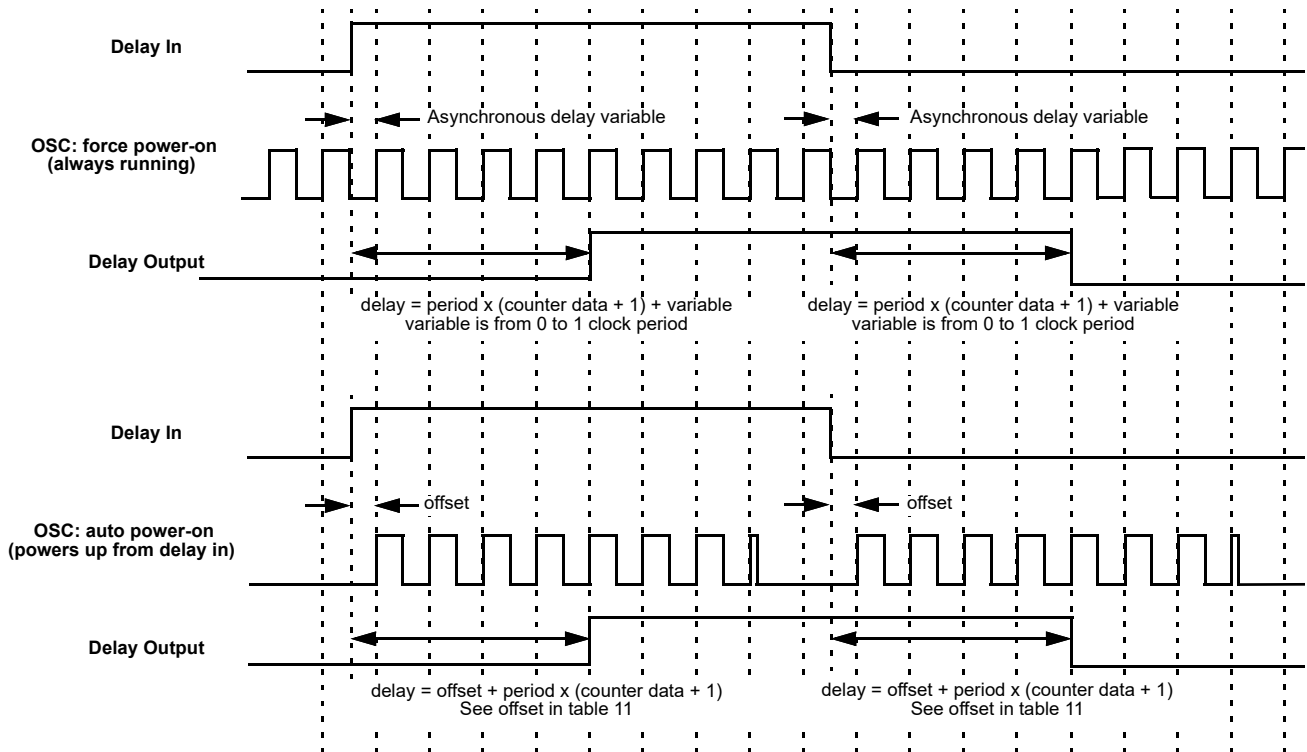 Delay In
Asynchronous delay variable
Asynchronous delay variable
OSC: force power-on
(always running)
Delay Output
delay = period x (counter data + 1) + variable
variable is from 0 to 1 clock period
delay = period x (counter data + 1) + variable
variable is from 0 to 1 clock period
Delay In
offset
offset
OSC: auto power-on
(powers up from delay in)
Delay Output
delay = offset + period x (counter data + 1)
See offset in table 11
delay = offset + period x (counter data + 1)
See offset in table 11